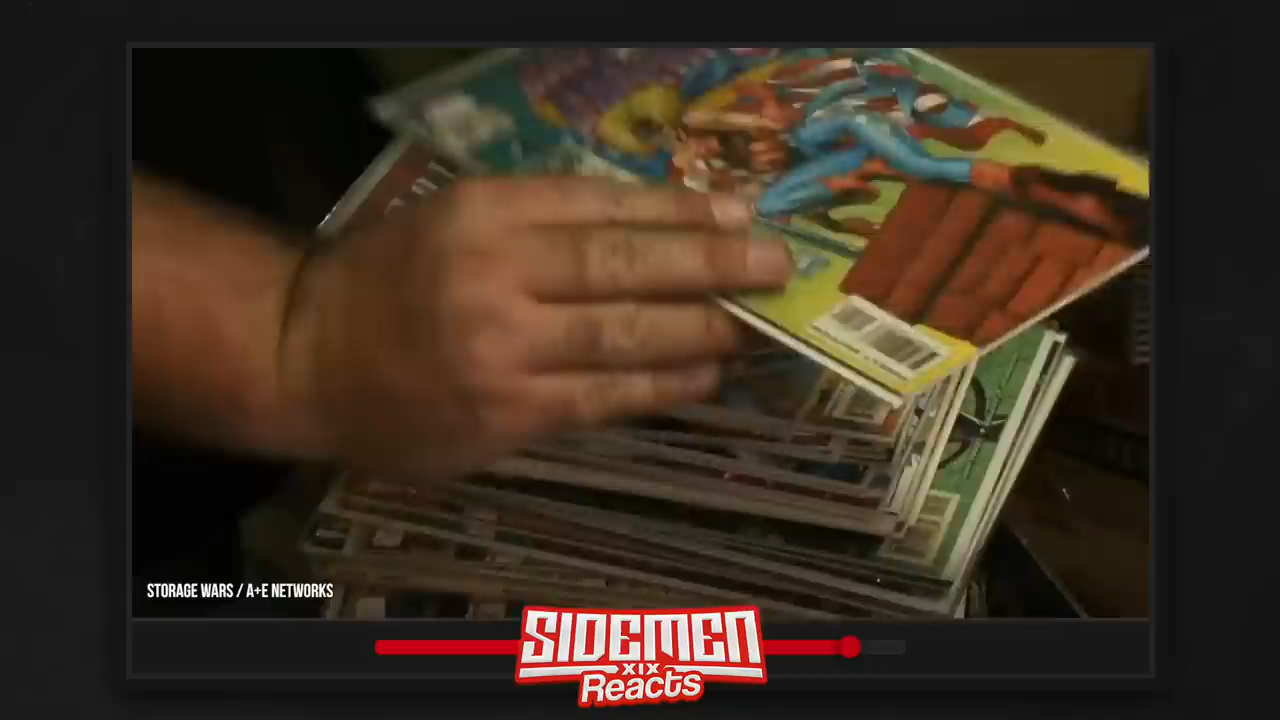 STORAGE WARS / A+E NETWORKS
SIDEMEN
XIX
Reacts